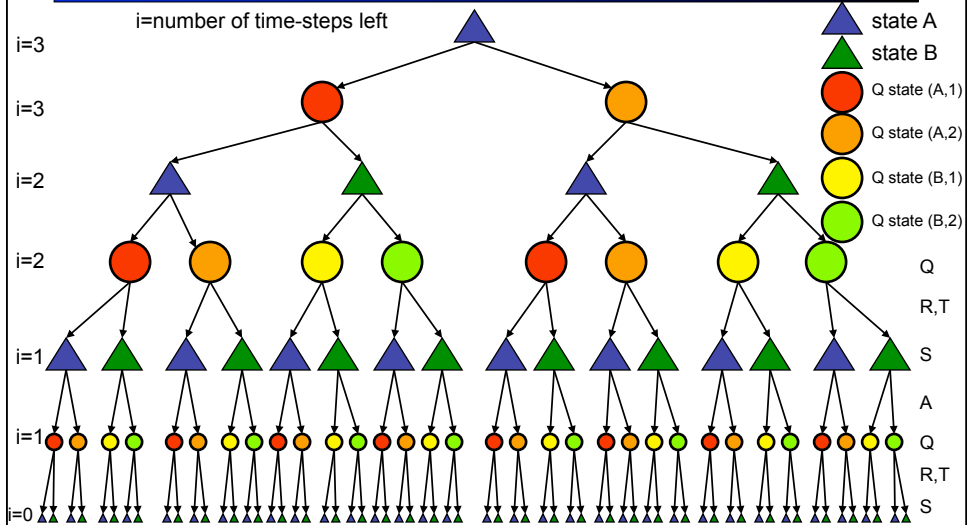 i=number of time-steps left
state A
i=3
state B
Q state (A,1)
i=3
Q state (A,2)
i=2
Q state (B,1)
Q state (B,2)
i=2
Q
R,T
i=1
S
A
i=1
Q
R,T
i=0
S